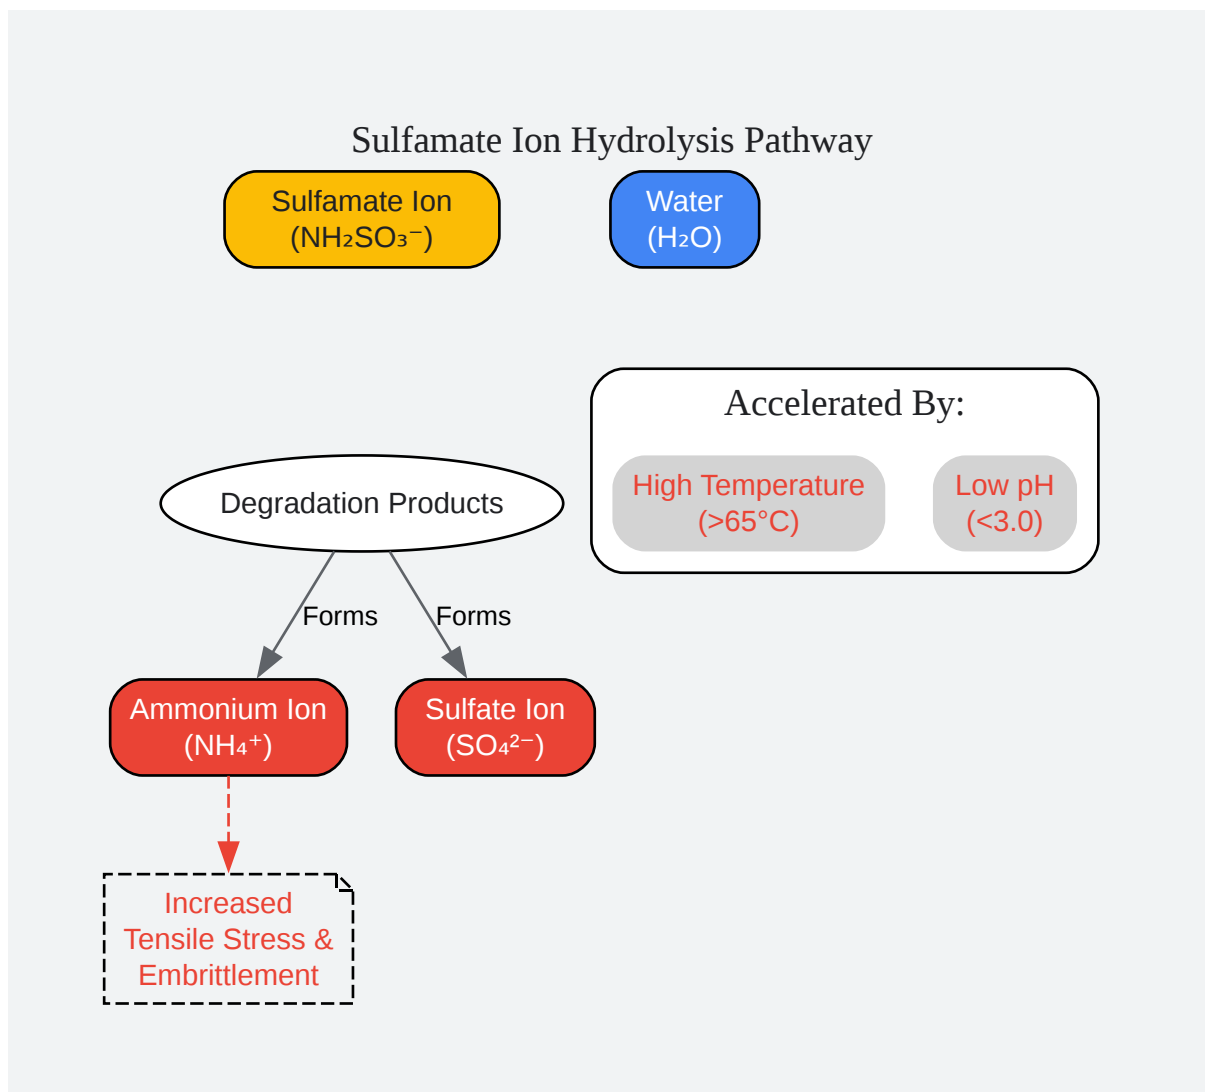 Sulfamate Ion Hydrolysis Pathway
Sulfamate Ion
(NH₂SO₃⁻)
Water
(H₂O)
Accelerated By:
High Temperature
(>65°C)
Low pH
(<3.0)
Degradation Products
Forms
Forms
Ammonium Ion
(NH₄⁺)
Sulfate Ion
(SO₄²⁻)
Increased
Tensile Stress &
Embrittlement